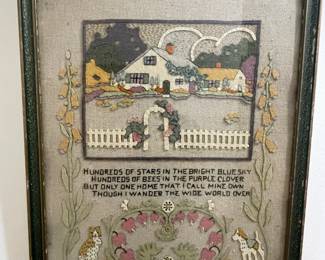 HUNDREDS OF STARS IN THE BRIGHT BLUE SKY
HUNDREDS OF BEES IN THE PURPLE CLOVER
BUT ONLY ONE HOME THAT I CALL MINE OWN
THOUGH I WANDER THE WIDE WORLD OVER